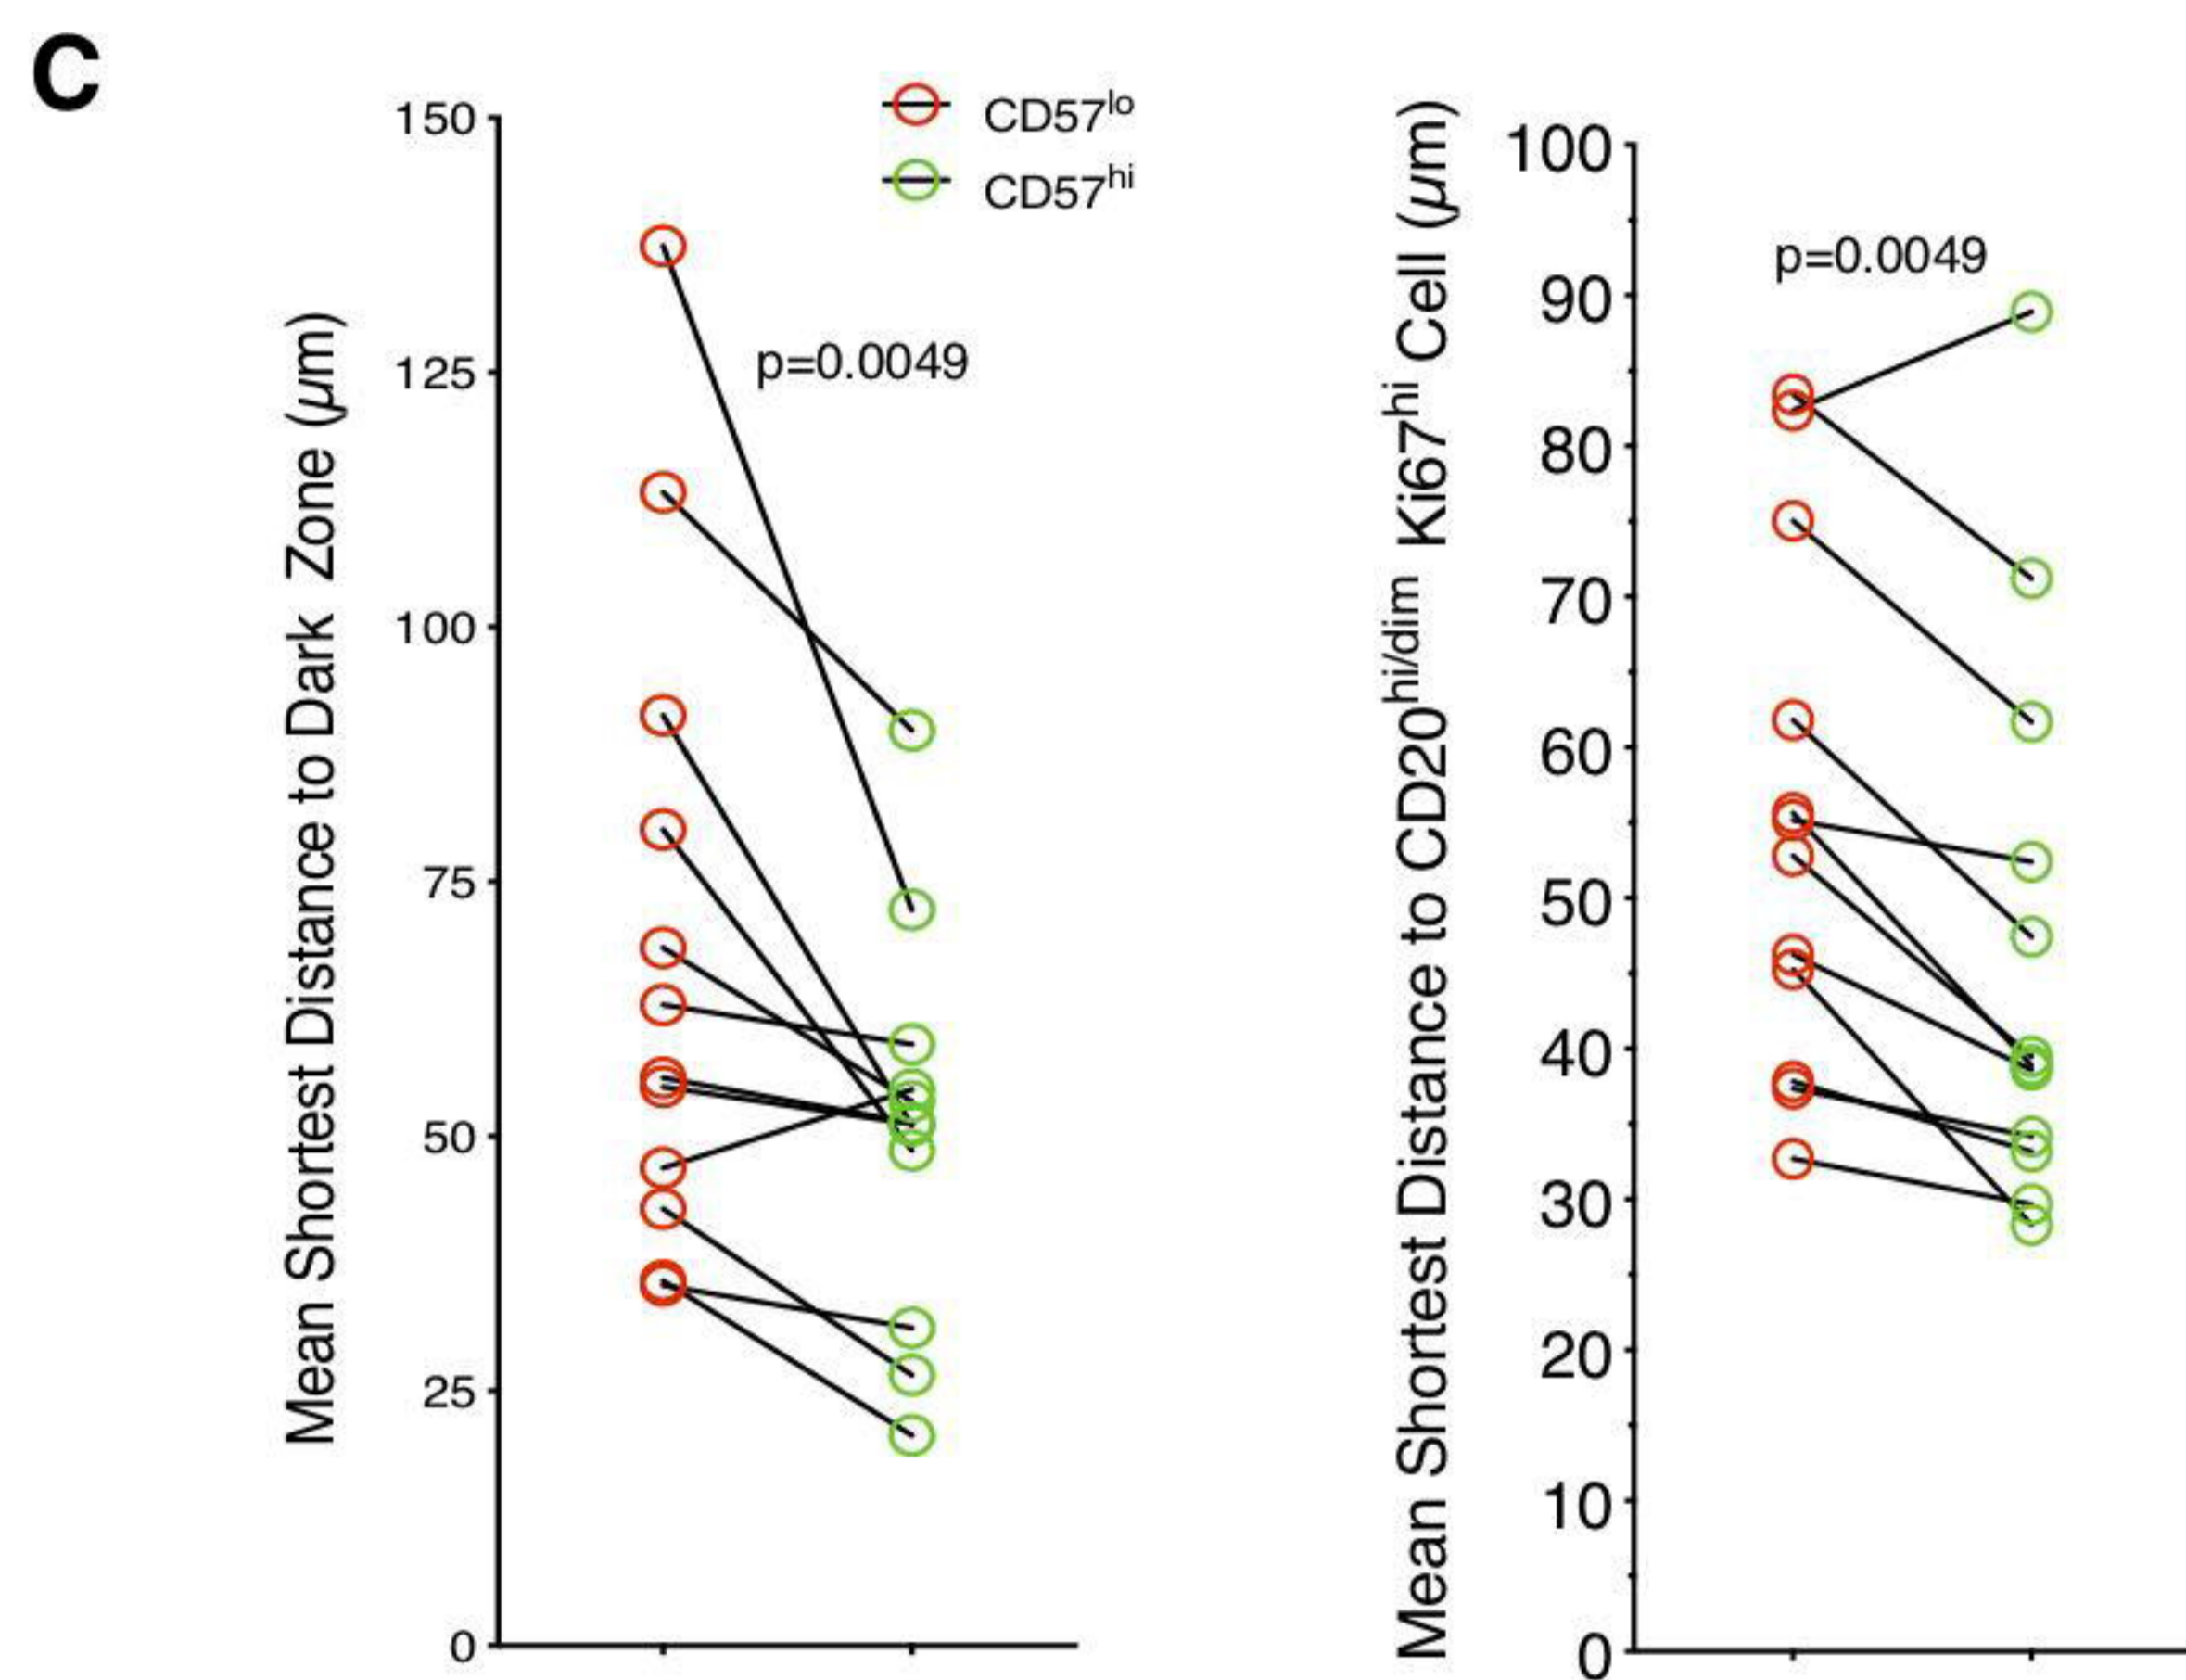 C
Mean Shortest Distance to Dark Zone (μm)
150
125
100
75
50
25
0
CD57lo
CD57hi
p=0.0049
Mean Shortest Distance to CD20hi/dim Ki67hi Cell (μm)
100
90
80
70
60
50
40
30
20
10
0
p=0.0049